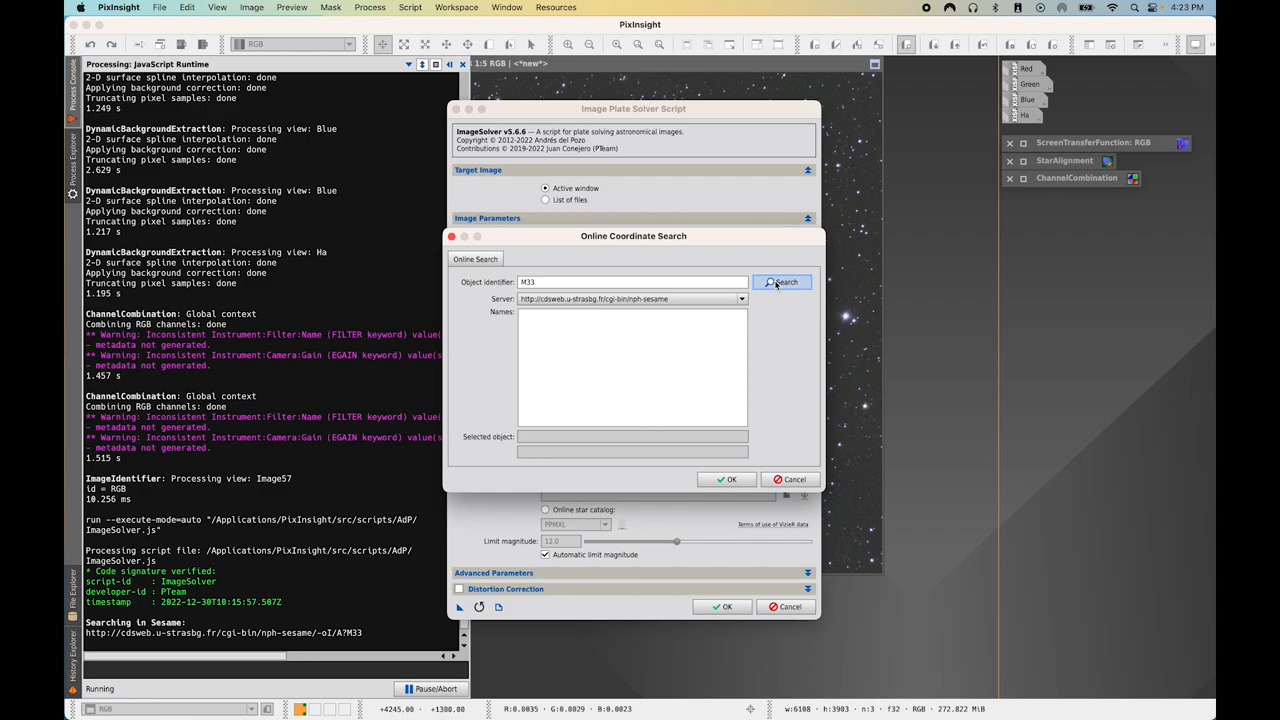 PixInsight File Edit View Image Preview Mask Process Script Workspace Window Resources 4:23 PM
PixInsight
RGB
Processing: JavaScript Runtime
1:5 RGB | <*new*>
Process Console
Process Explorer
File Explorer
History Explorer
2-D surface spline interpolation: done
Applying background correction: done
Truncating pixel samples: done
1.249 s
DynamicBackgroundExtraction: Processing view: Blue
2-D surface spline interpolation: done
Applying background correction: done
Truncating pixel samples: done
2.629 s
DynamicBackgroundExtraction: Processing view: Blue
2-D surface spline interpolation: done
Applying background correction: done
Truncating pixel samples: done
1.217 s
DynamicBackgroundExtraction: Processing view: Ha
2-D surface spline interpolation: done
Applying background correction: done
Truncating pixel samples: done
1.195 s
ChannelCombination: Global context
Combining RGB channels: done
** Warning: Inconsistent Instrument:Filter:Name (FILTER keyword) value(s
- metadata not generated.
** Warning: Inconsistent Instrument:Camera:Gain (EGAIN keyword) value(s
- metadata not generated.
1.457 s
ChannelCombination: Global context
Combining RGB channels: done
** Warning: Inconsistent Instrument:Filter:Name (FILTER keyword) value(s
- metadata not generated.
** Warning: Inconsistent Instrument:Camera:Gain (EGAIN keyword) value(s
- metadata not generated.
1.515 s
ImageIdentifier: Processing view: Image57
id = RGB
10.256 ms
run --execute-mode=auto "/Applications/PixInsight/src/scripts/AdP/
ImageSolver.js"
Processing script file: /Applications/PixInsight/src/scripts/AdP/
ImageSolver.js
* Code signature verified:
script-id : ImageSolver
developer-id : PTeam
timestamp : 2022-12-30T10:15:57.507Z
Searching in Sesame:
http://cdsweb.u-strasbg.fr/cgi-bin/nph-sesame/-oI/A?M33
Running
Pause/Abort
Image Plate Solver Script
ImageSolver v5.6.6 — A script for plate solving astronomical images.
Copyright © 2012-2022 Andrés del Pozo
Contributions © 2019-2022 Juan Conejero (PTeam)
Target Image
Active window
List of files
Image Parameters
Online Coordinate Search
Online Search
Object identifier: M33 Search
Server: http://cdsweb.u-strasbg.fr/cgi-bin/nph-sesame
Names:
Selected object:
OK Cancel
Online star catalog:
PPMXL Terms of use of VizieR data
Limit magnitude: 12.0
Automatic limit magnitude
Advanced Parameters
Distortion Correction
OK Cancel
Red
Green
Blue
Ha
ScreenTransferFunction: RGB
StarAlignment
ChannelCombination
RGB +4245.00 · +1300.00 R:0.0035 · G:0.0029 · B:0.0023 w:6108 · h:3903 · n:3 · f32 · RGB · 272.822 MiB